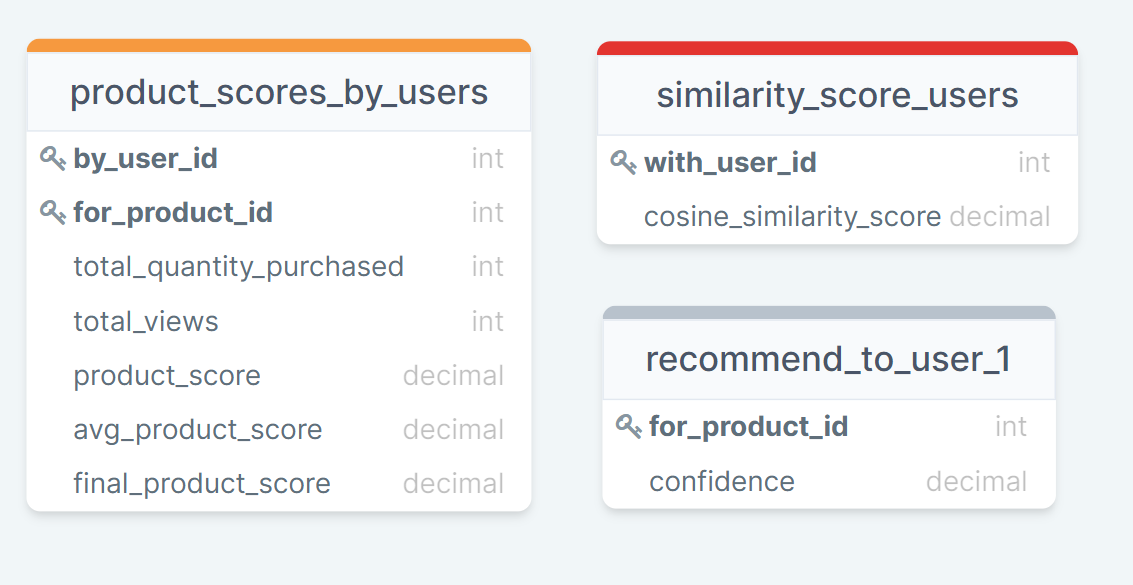 product_scores_by_users
by_user_id int
for_product_id int
total_quantity_purchased int
total_views int
product_score decimal
avg_product_score decimal
final_product_score decimal
similarity_score_users
with_user_id int
cosine_similarity_score decimal
recommend_to_user_1
for_product_id int
confidence decimal